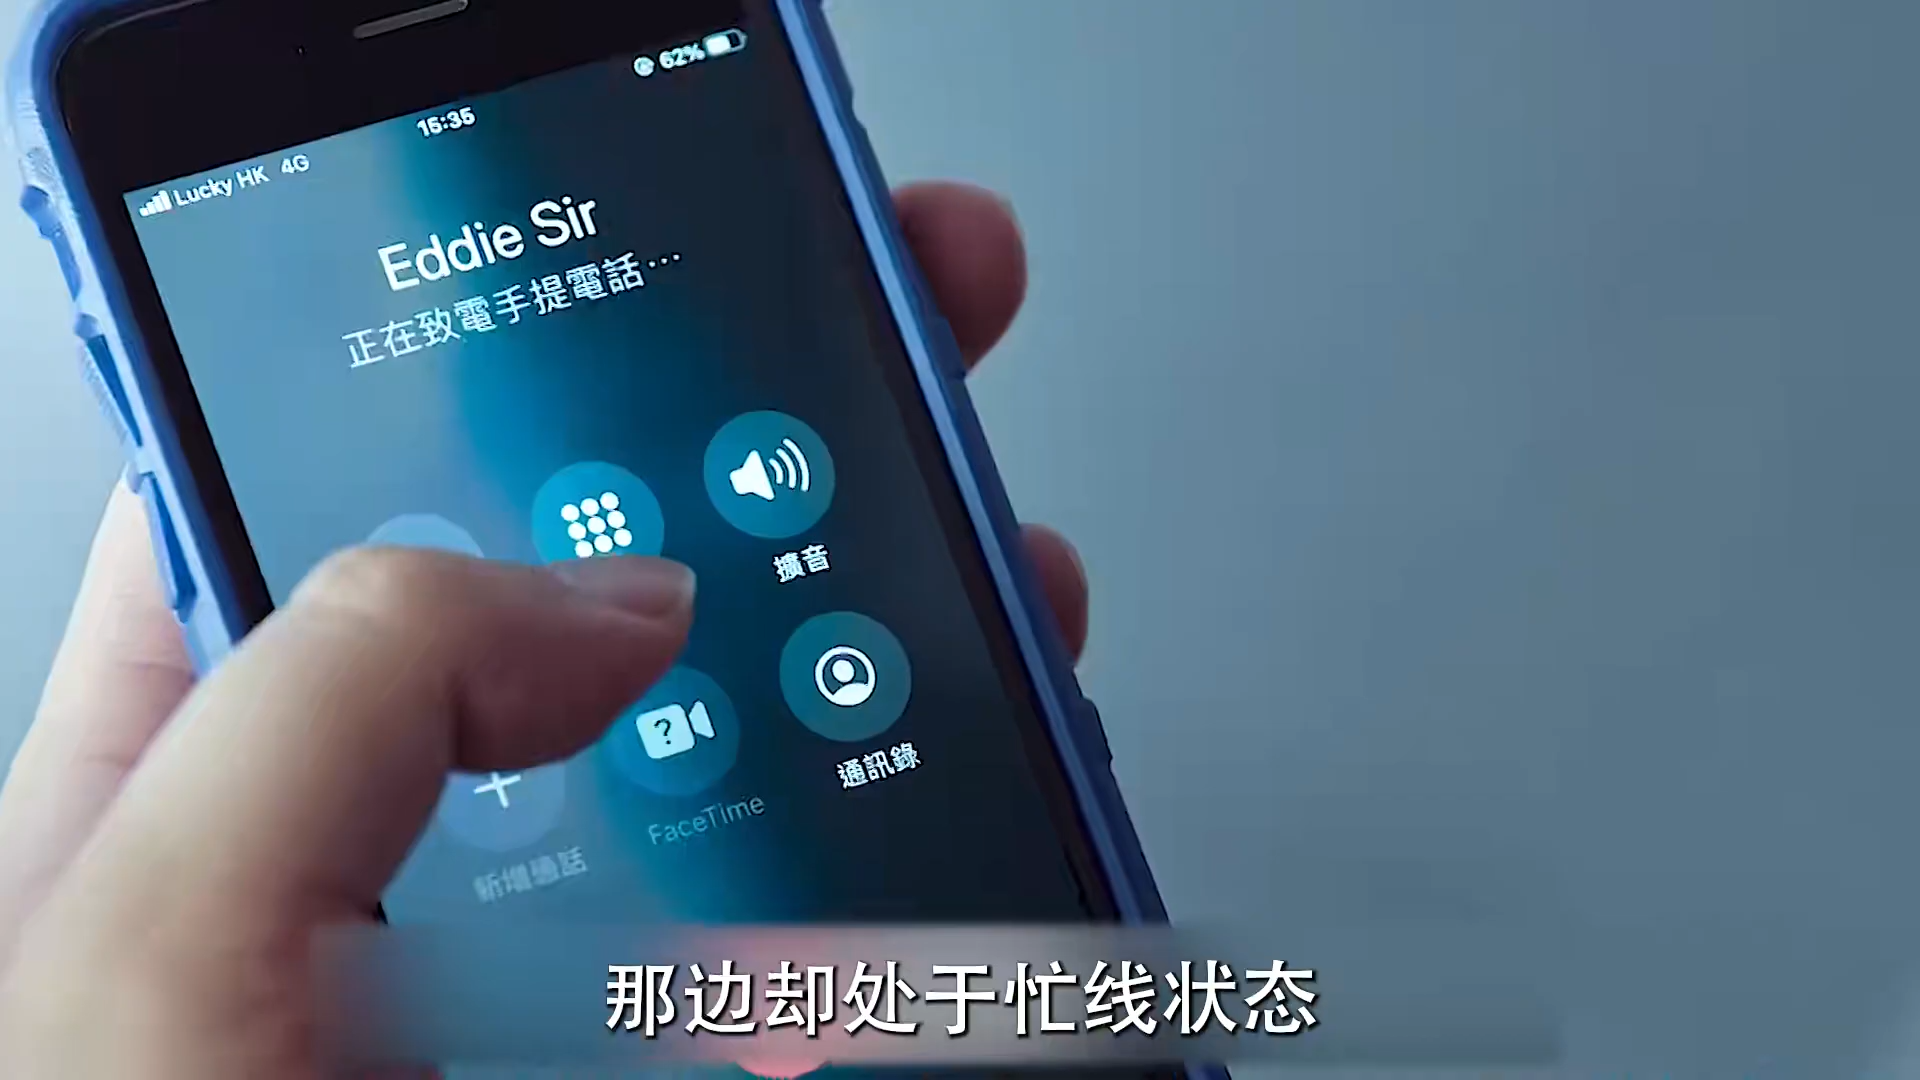 62%
15:35
Lucky HK 4G
Eddie Sir
正在致電手提電話…
擴音
?
通訊錄
FaceTime
新增通話
那边却处于忙线状态